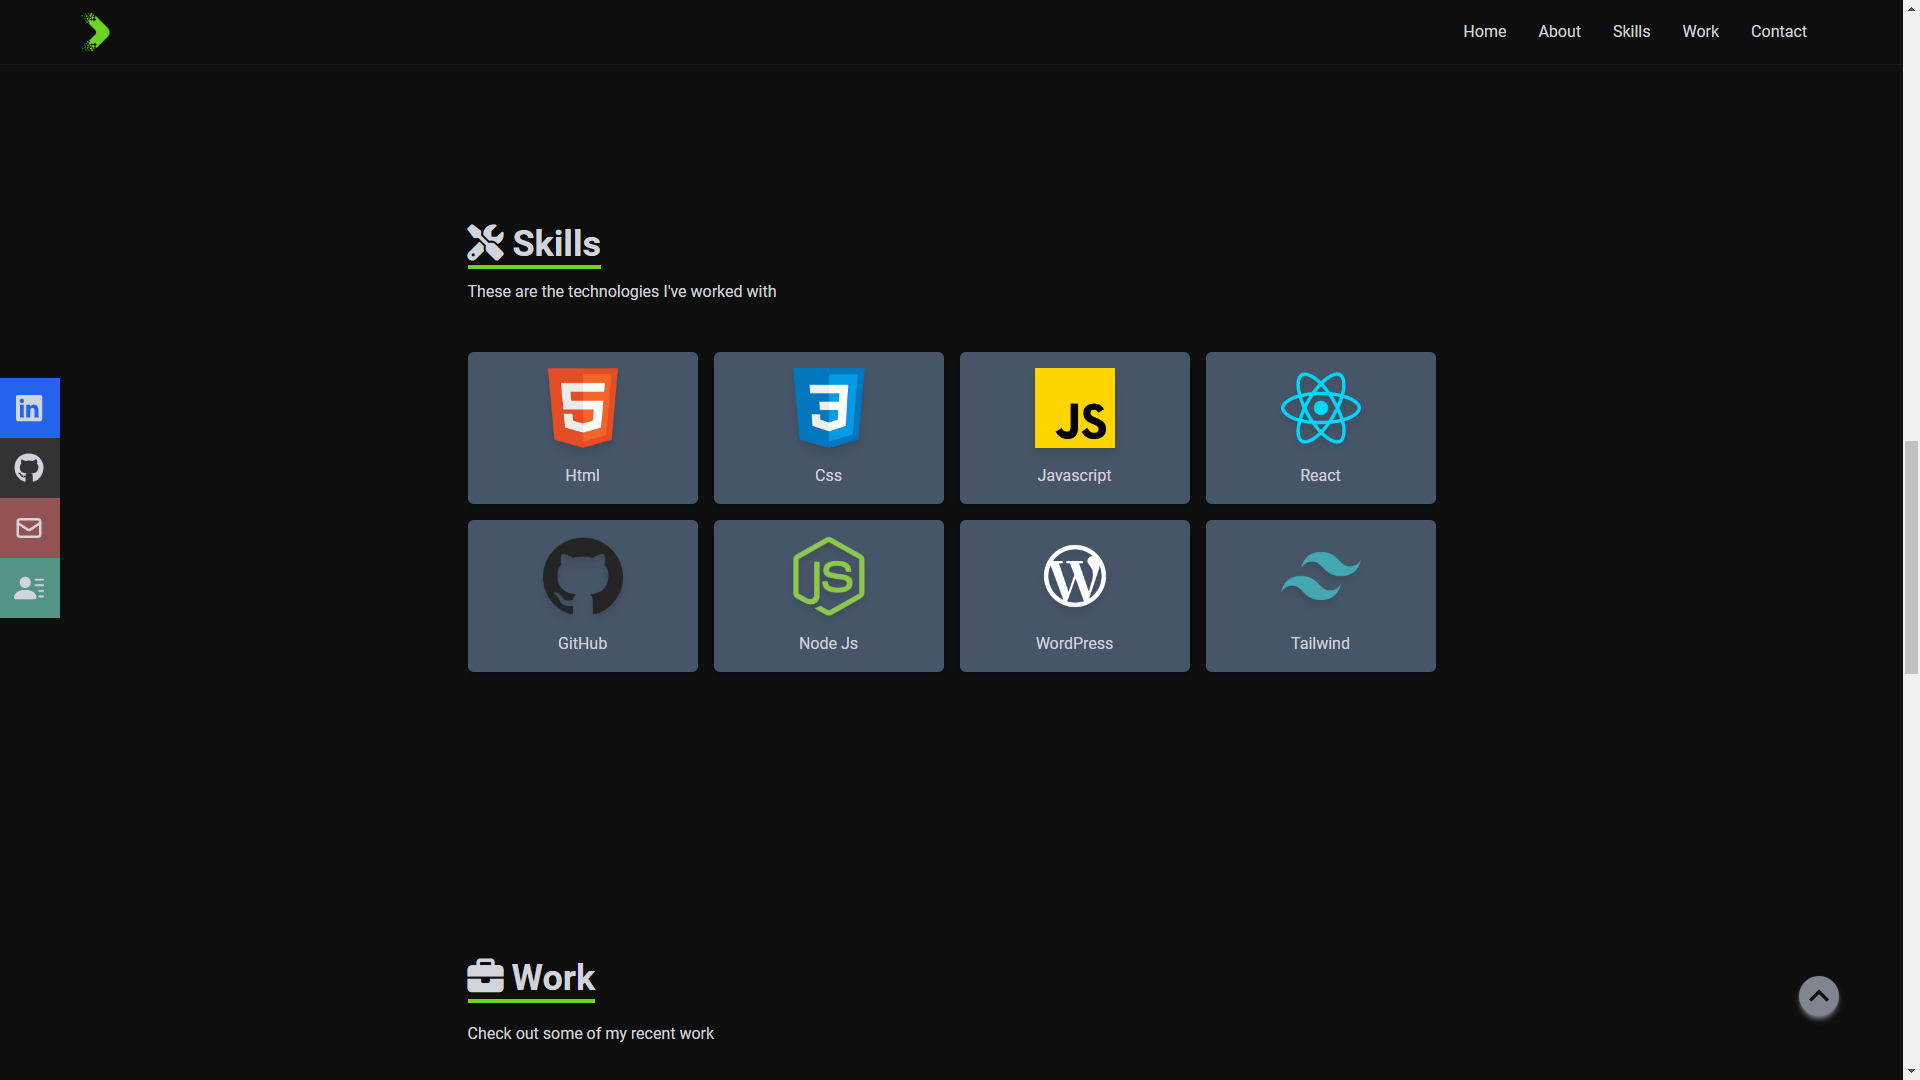 Home About Skills Work Contact
Skills
These are the technologies I've worked with
in
5
3
JS
Html Css Javascript React
JS
W
GitHub Node Js WordPress Tailwind
Work
Check out some of my recent work